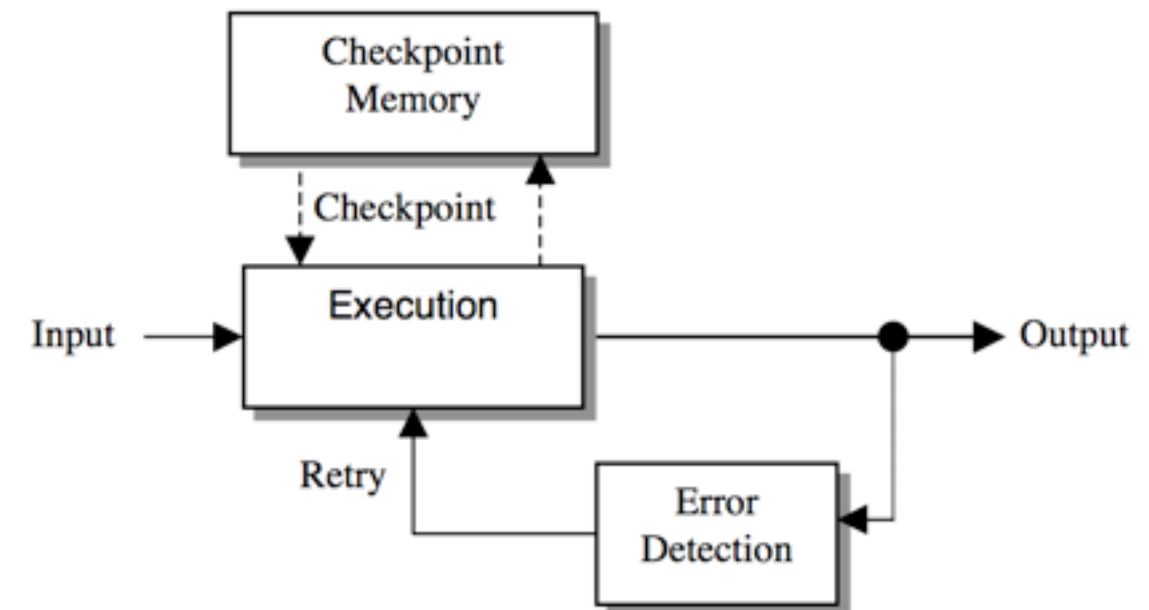 Checkpoint
Memory
Checkpoint
Execution
Input
Output
Retry
Error
Detection